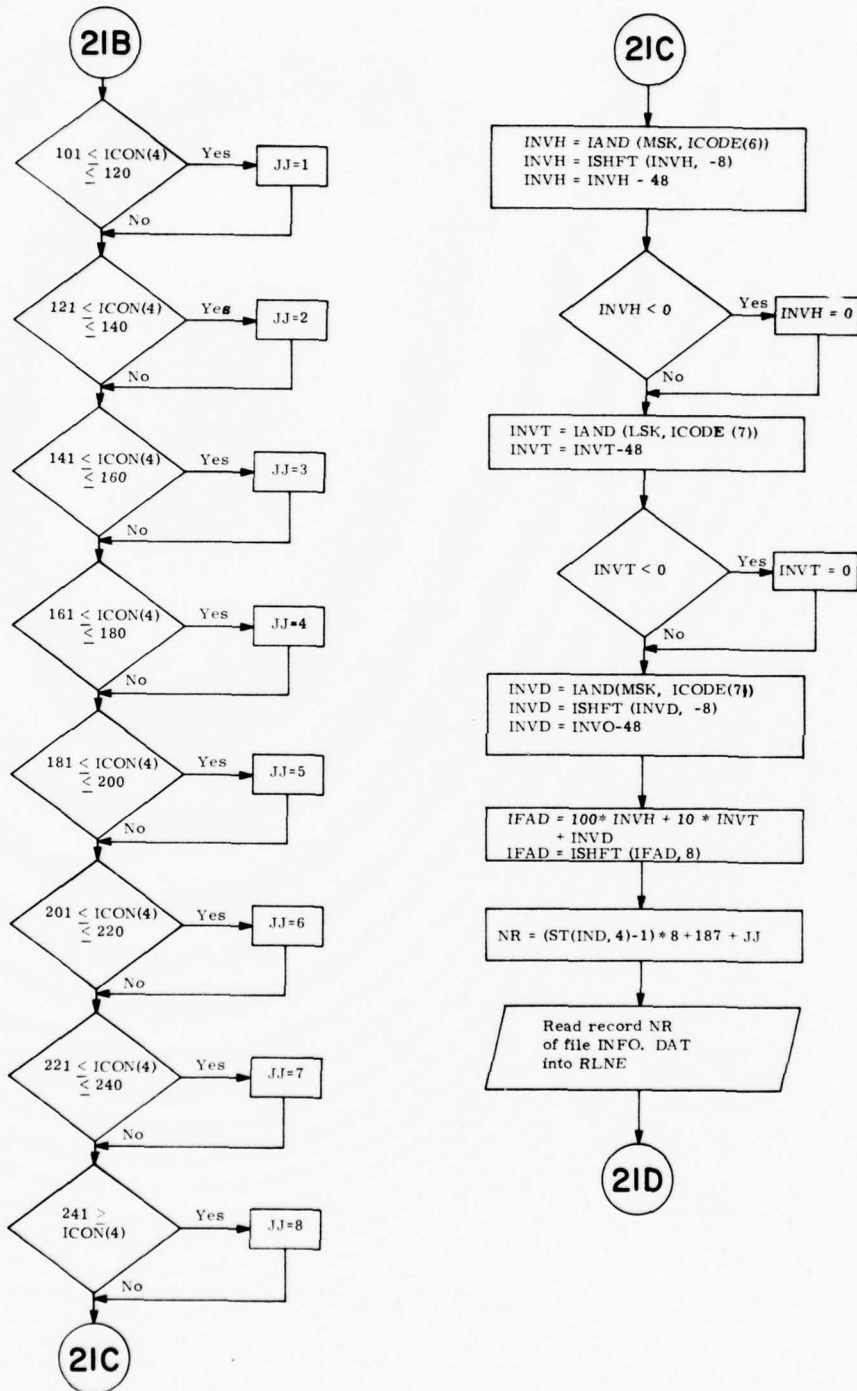 21B
101 ≤ ICON(4)
≤ 120
Yes
JJ=1
No
121 ≤ ICON(4)
≤ 140
Yes
JJ=2
No
141 ≤ ICON(4)
≤ 160
Yes
JJ=3
No
161 ≤ ICON(4)
≤ 180
Yes
JJ=4
No
181 ≤ ICON(4)
≤ 200
Yes
JJ=5
No
201 ≤ ICON(4)
≤ 220
Yes
JJ=6
No
221 ≤ ICON(4)
≤ 240
Yes
JJ=7
No
241 ≥
ICON(4)
Yes
JJ=8
No
21C
21C
INVH = IAND (MSK, ICODE(6))
INVH = ISHFT (INVH, -8)
INVH = INVH - 48
INVH < 0
Yes
INVH = 0
No
INVT = IAND (LSK, ICODE (7))
INVT = INVT-48
INVT < 0
Yes
INVT = 0
No
INVD = IAND(MSK, ICODE(7))
INVD = ISHFT (INVD, -8)
INVD = INVO-48
IFAD = 100* INVH + 10 * INVT
+ INVD
IFAD = ISHFT (IFAD, 8)
NR = (ST(IND, 4)-1) * 8 + 187 + JJ
Read record NR
of file INFO. DAT
into RLNE
21D